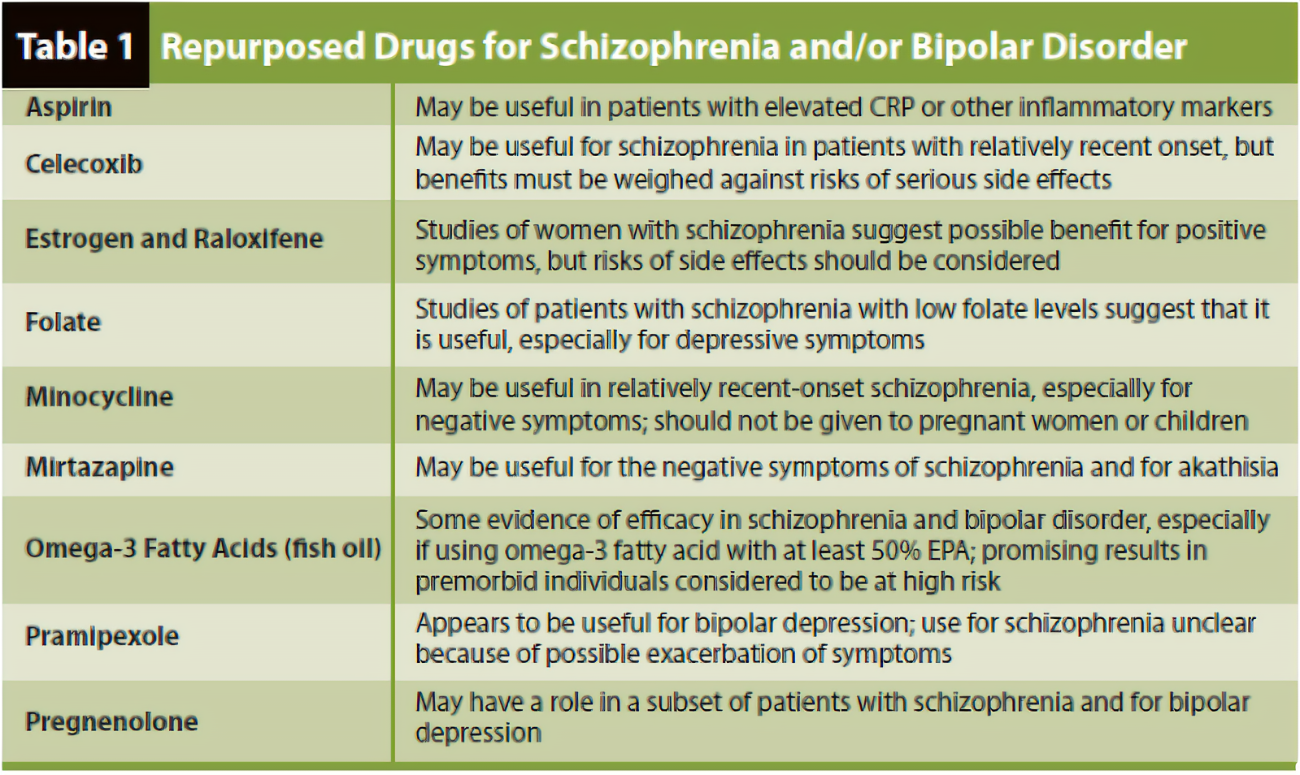 Table 1 Repurposed Drugs for Schizophrenia and/or Bipolar Disorder
Aspirin May be useful in patients with elevated CRP or other inflammatory markers
Celecoxib
May be useful for schizophrenia in patients with relatively recent onset, but
benefits must be weighed against risks of serious side effects
Estrogen and Raloxifene
Studies of women with schizophrenia suggest possible benefit for positive
symptoms, but risks of side effects should be considered
Folate
Studies of patients with schizophrenia with low folate levels suggest that it
is useful, especially for depressive symptoms
Minocycline
May be useful in relatively recent-onset schizophrenia, especially for
negative symptoms; should not be given to pregnant women or children
Mirtazapine May be useful for the negative symptoms of schizophrenia and for akathisia
Omega-3 Fatty Acids (fish oil)
Some evidence of efficacy in schizophrenia and bipolar disorder, especially
if using omega-3 fatty acid with at least 50% EPA; promising results in
premorbid individuals considered to be at high risk
Pramipexole
Appears to be useful for bipolar depression; use for schizophrenia unclear
because of possible exacerbation of symptoms
Pregnenolone
May have a role in a subset of patients with schizophrenia and for bipolar
depression